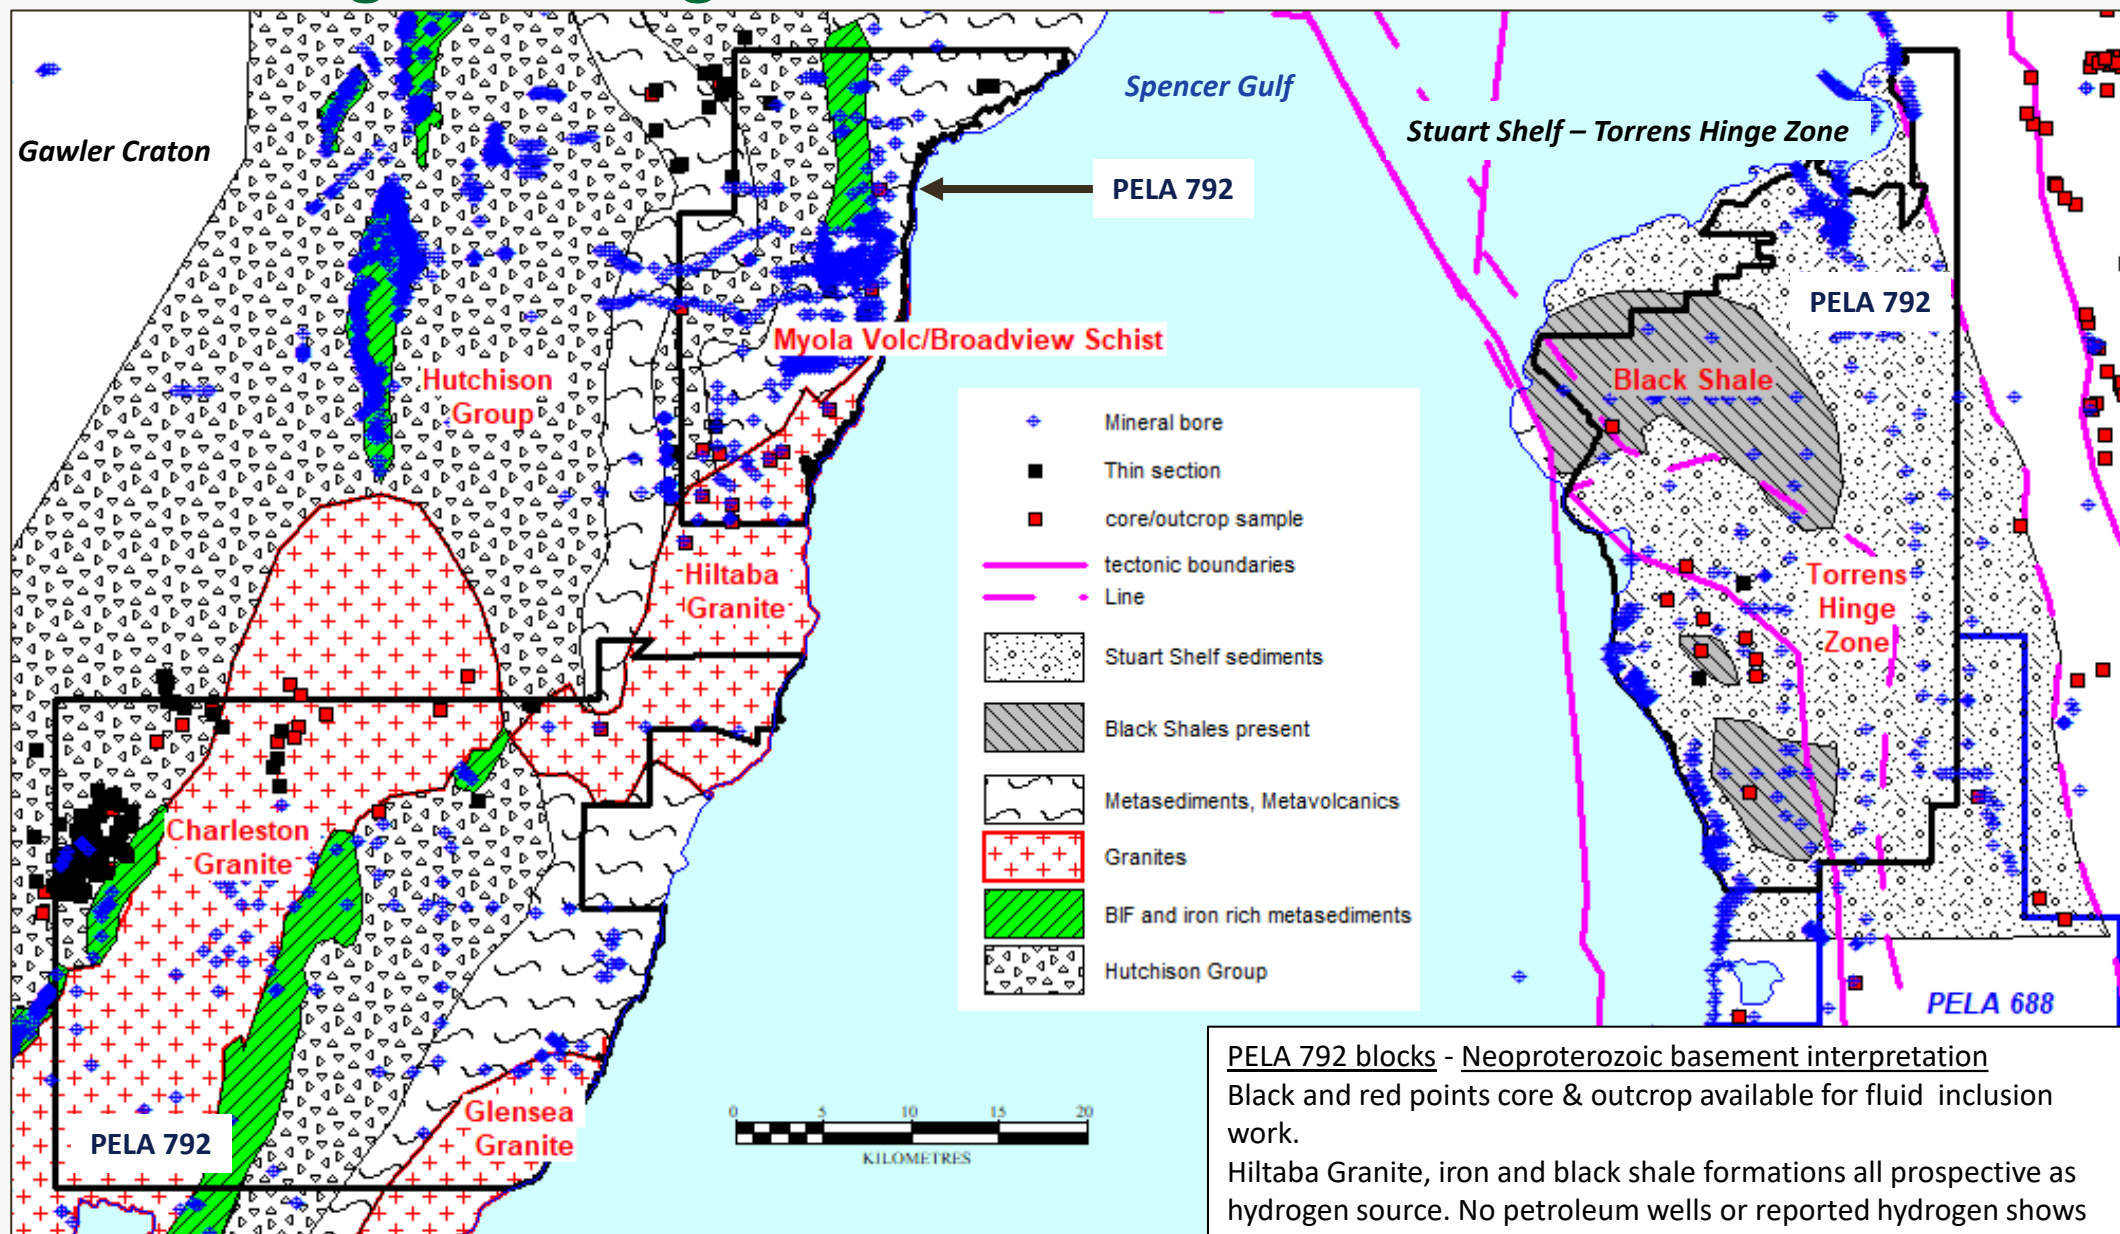 Gawler Craton
Spencer Gulf
Stuart Shelf – Torrens Hinge Zone
PELA 792
PELA 792
Myola Volc/Broadview Schist
Hutchison
Group
Black Shale
Mineral bore
Thin section
core/outcrop sample
tectonic boundaries
Line
Stuart Shelf sediments
Black Shales present
Metasediments, Metavolcanics
Granites
BIF and iron rich metasediments
Hutchison Group
Hiltaba
Granite
Torrens
Hinge
Zone
Charleston
Granite
Glensea
Granite
PELA 792
0 5 10 15 20
KILOMETRES
PELA 688
PELA 792 blocks - Neoproterozoic basement interpretation
Black and red points core & outcrop available for fluid inclusion
work.
Hiltaba Granite, iron and black shale formations all prospective as
hydrogen source. No petroleum wells or reported hydrogen shows